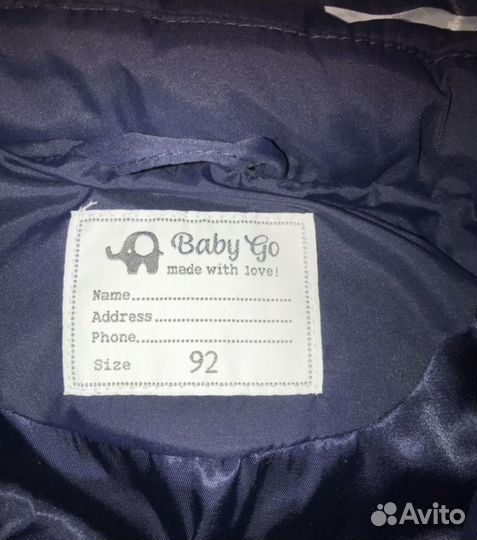 Baby Go
made with love!
Name..............................
Address........................
Phone............................
Size 92
Avito